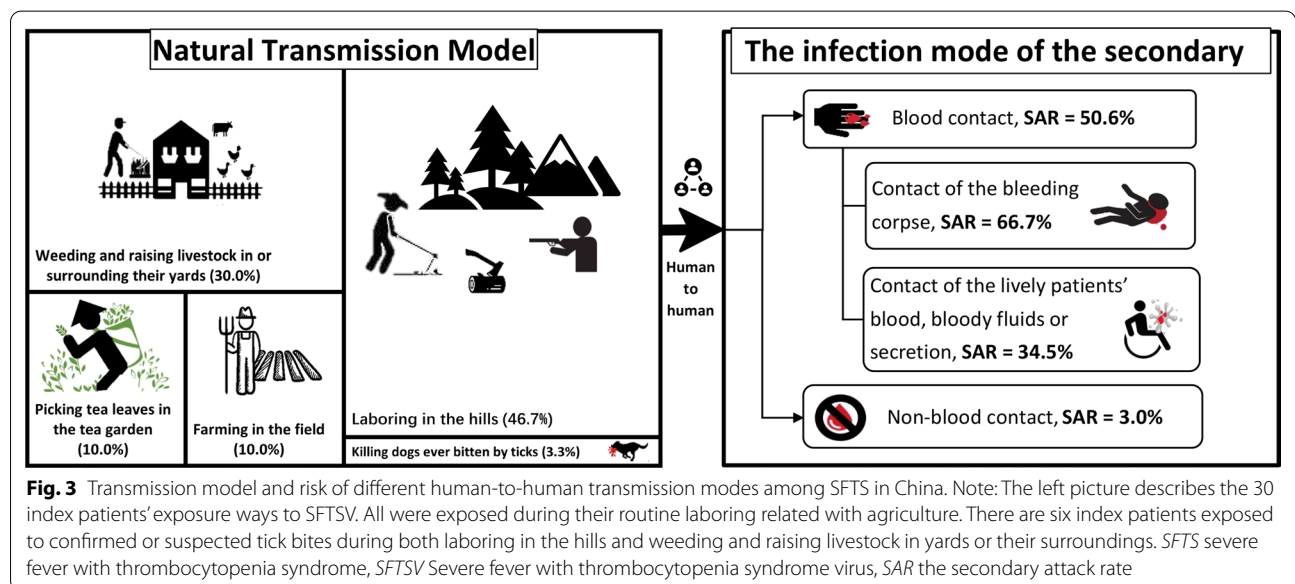 Natural Transmission Model
Weeding and raising livestock in or
surrounding their yards (30.0%)
Picking tea leaves in
the tea garden
(10.0%)
Farming in the field
(10.0%)
Laboring in the hills (46.7%)
Killing dogs ever bitten by ticks (3.3%)
Human
to
human
The infection mode of the secondary
Blood contact, SAR = 50.6%
Contact of the bleeding
corpse, SAR = 66.7%
Contact of the lively patients'
blood, bloody fluids or
secretion, SAR = 34.5%
Non-blood contact, SAR = 3.0%
Fig. 3 Transmission model and risk of different human-to-human transmission modes among SFTS in China. Note: The left picture describes the 30
index patients' exposure ways to SFTSV. All were exposed during their routine laboring related with agriculture. There are six index patients exposed
to confirmed or suspected tick bites during both laboring in the hills and weeding and raising livestock in yards or their surroundings. SFTS severe
fever with thrombocytopenia syndrome, SFTSV Severe fever with thrombocytopenia syndrome virus, SAR the secondary attack rate